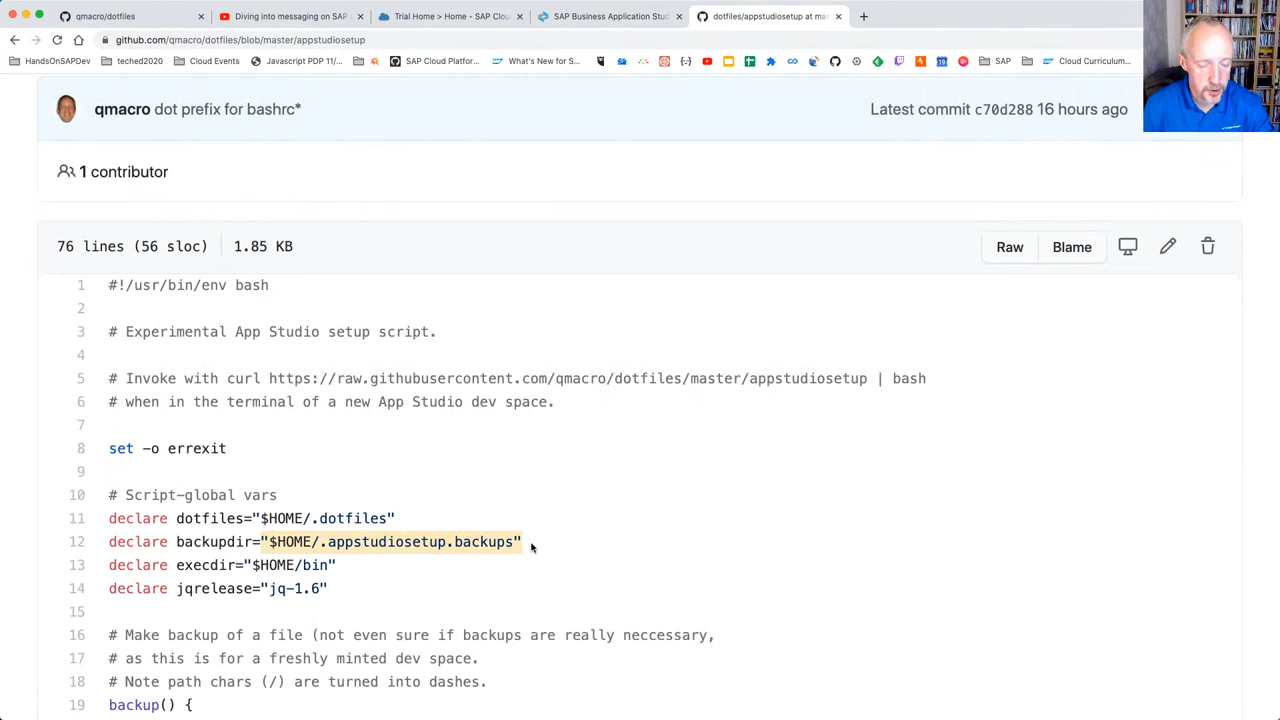 qmacro/dotfiles
Diving into messaging on SAP
Trial Home > Home - SAP Clou
SAP Business Application Stu
dotfiles/appstudiosetup at ma
github.com/qmacro/dotfiles/blob/master/appstudiosetup
HandsOnSAPDev
teched2020
Cloud Events
Javascript PDP 11/...
SAP Cloud Platfor...
What's New for S...
SAP
Cloud Curriculum...
qmacro dot prefix for bashrc*
Latest commit c70d288 16 hours ago
1 contributor
76 lines (56 sloc)
1.85 KB
Raw
Blame
1 #!/usr/bin/env bash
2
3 # Experimental App Studio setup script.
4
5 # Invoke with curl https://raw.githubusercontent.com/qmacro/dotfiles/master/appstudiosetup | bash
6 # when in the terminal of a new App Studio dev space.
7
8 set -o errexit
9
10 # Script-global vars
11 declare dotfiles="$HOME/.dotfiles"
12 declare backupdir="$HOME/.appstudiosetup.backups"
13 declare execdir="$HOME/bin"
14 declare jqrelease="jq-1.6"
15
16 # Make backup of a file (not even sure if backups are really neccessary,
17 # as this is for a freshly minted dev space.
18 # Note path chars (/) are turned into dashes.
19 backup() {